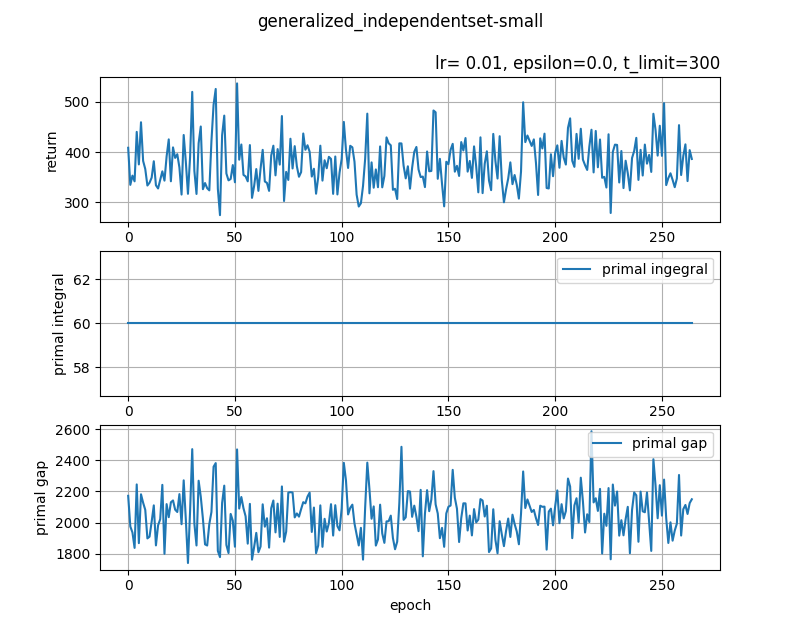 generalized_independentset-small
lr= 0.01, epsilon=0.0, t_limit=300
return
500
400
300
0 50 100 150 200 250
primal integral
62
60
58
primal ingegral
0 50 100 150 200 250
primal gap
2600
2400
2200
2000
1800
primal gap
0 50 100 150 200 250
epoch